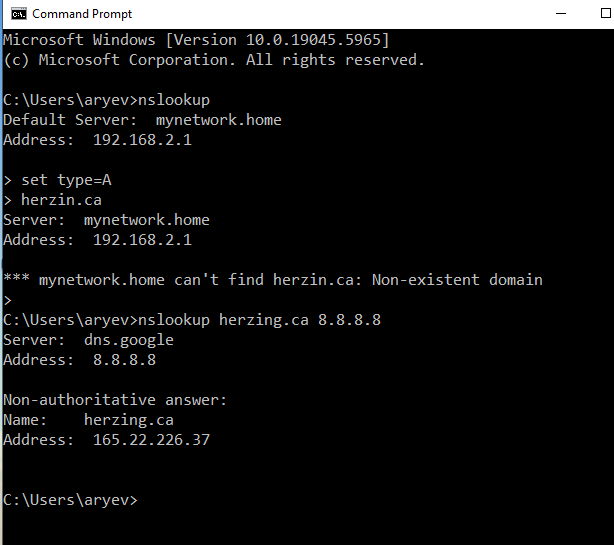 Command Prompt
Microsoft Windows [Version 10.0.19045.5965]
(c) Microsoft Corporation. All rights reserved.
C:\Users\aryev>nslookup
Default Server:  mynetwork.home
Address:  192.168.2.1
> set type=A
> herzin.ca
Server:  mynetwork.home
Address:  192.168.2.1
*** mynetwork.home can't find herzin.ca: Non-existent domain
>
C:\Users\aryev>nslookup herzing.ca 8.8.8.8
Server:  dns.google
Address:  8.8.8.8
Non-authoritative answer:
Name:    herzing.ca
Address:  165.22.226.37
C:\Users\aryev>